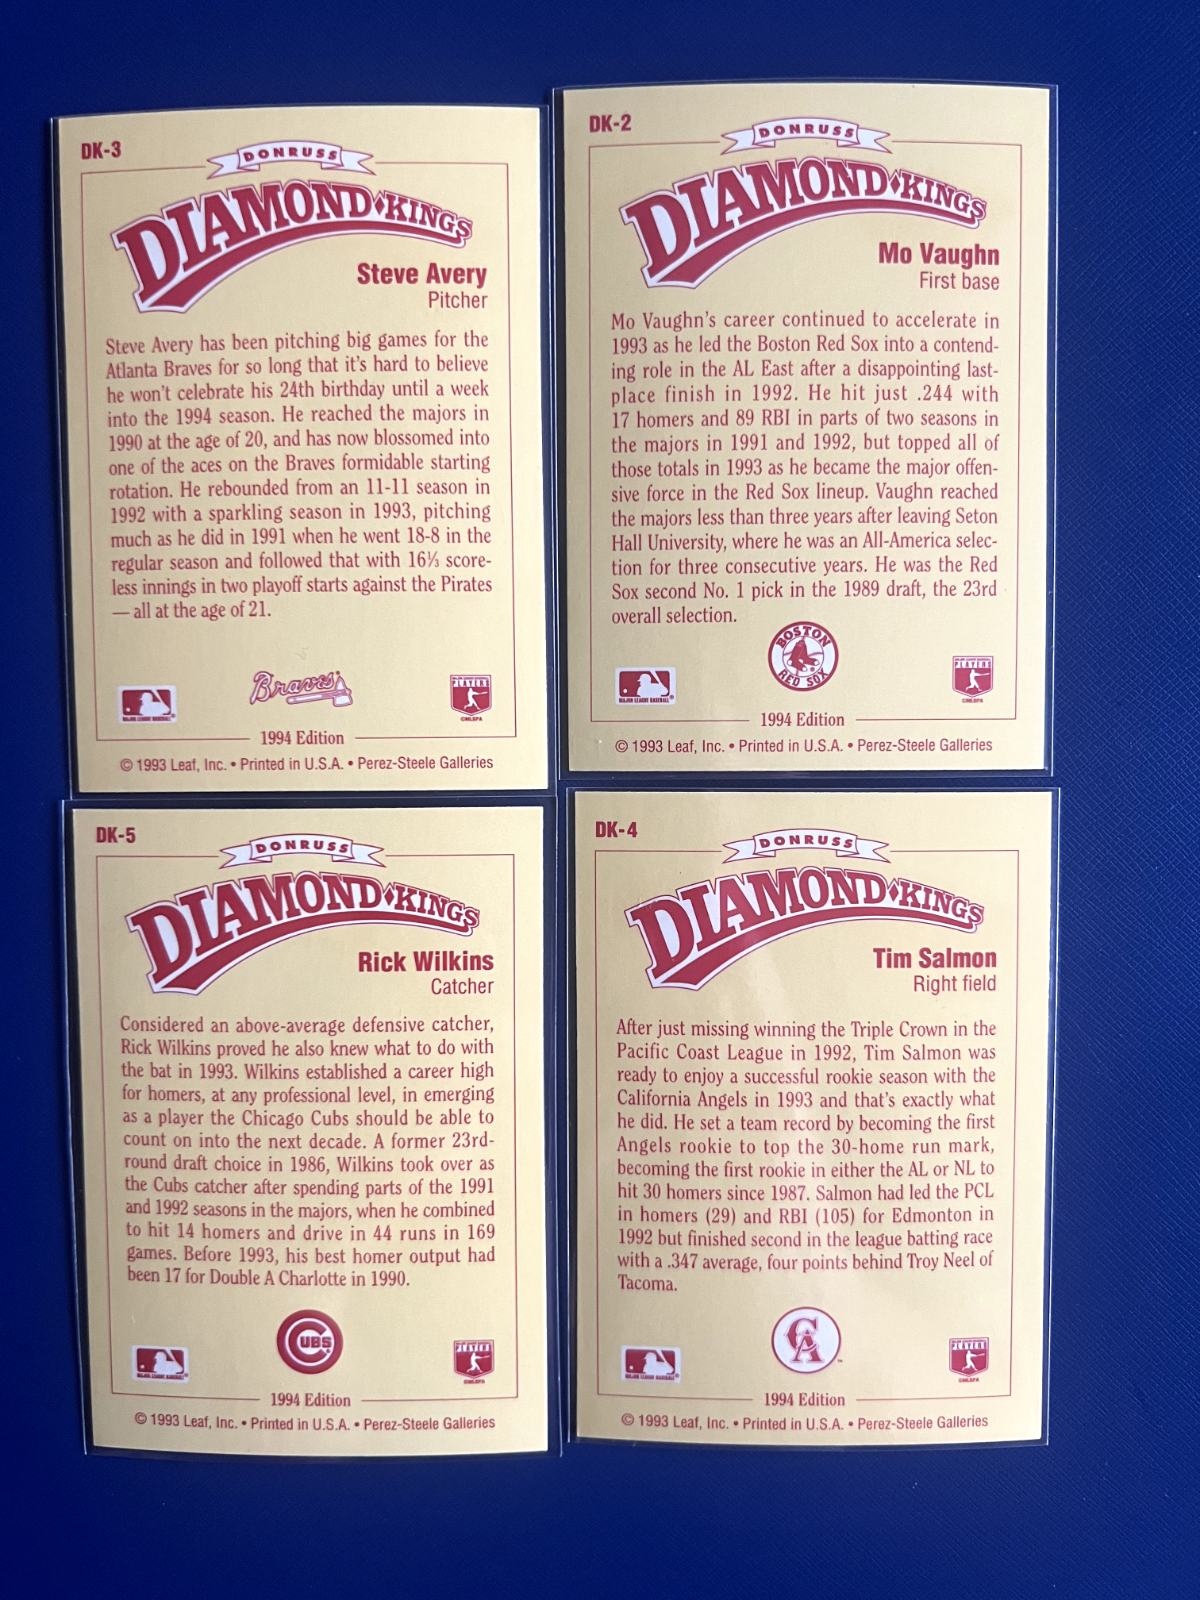 DK-3
DONRUSS
DIAMOND♦KINGS
Steve Avery
Pitcher
Steve Avery has been pitching big games for the
Atlanta Braves for so long that it's hard to believe
he won't celebrate his 24th birthday until a week
into the 1994 season. He reached the majors in
1990 at the age of 20, and has now blossomed into
one of the aces on the Braves formidable starting
rotation. He rebounded from an 11-11 season in
1992 with a sparkling season in 1993, pitching
much as he did in 1991 when he went 18-8 in the
regular season and followed that with 16⅓ score-
less innings in two playoff starts against the Pirates
— all at the age of 21.
MAJOR LEAGUE BASEBALL®
Braves
PLAYERS
©MLBPA
1994 Edition
© 1993 Leaf, Inc. • Printed in U.S.A. • Perez-Steele Galleries
DK-2
DONRUSS
DIAMOND♦KINGS
Mo Vaughn
First base
Mo Vaughn's career continued to accelerate in
1993 as he led the Boston Red Sox into a contend-
ing role in the AL East after a disappointing last-
place finish in 1992. He hit just .244 with
17 homers and 89 RBI in parts of two seasons in
the majors in 1991 and 1992, but topped all of
those totals in 1993 as he became the major offen-
sive force in the Red Sox lineup. Vaughn reached
the majors less than three years after leaving Seton
Hall University, where he was an All-America selec-
tion for three consecutive years. He was the Red
Sox second No. 1 pick in the 1989 draft, the 23rd
overall selection.
BOSTON
RED SOX
MAJOR LEAGUE BASEBALL®
PLAYERS
©MLBPA
1994 Edition
© 1993 Leaf, Inc. • Printed in U.S.A. • Perez-Steele Galleries
DK-5
DONRUSS
DIAMOND♦KINGS
Rick Wilkins
Catcher
Considered an above-average defensive catcher,
Rick Wilkins proved he also knew what to do with
the bat in 1993. Wilkins established a career high
for homers, at any professional level, in emerging
as a player the Chicago Cubs should be able to
count on into the next decade. A former 23rd-
round draft choice in 1986, Wilkins took over as
the Cubs catcher after spending parts of the 1991
and 1992 seasons in the majors, when he combined
to hit 14 homers and drive in 44 runs in 169
games. Before 1993, his best homer output had
been 17 for Double A Charlotte in 1990.
CUBS
MAJOR LEAGUE BASEBALL®
PLAYERS
©MLBPA
1994 Edition
© 1993 Leaf, Inc. • Printed in U.S.A. • Perez-Steele Galleries
DK-4
DONRUSS
DIAMOND♦KINGS
Tim Salmon
Right field
After just missing winning the Triple Crown in the
Pacific Coast League in 1992, Tim Salmon was
ready to enjoy a successful rookie season with the
California Angels in 1993 and that's exactly what
he did. He set a team record by becoming the first
Angels rookie to top the 30-home run mark,
becoming the first rookie in either the AL or NL to
hit 30 homers since 1987. Salmon had led the PCL
in homers (29) and RBI (105) for Edmonton in
1992 but finished second in the league batting race
with a .347 average, four points behind Troy Neel of
Tacoma.
CA
MAJOR LEAGUE BASEBALL®
PLAYERS
©MLBPA
1994 Edition
© 1993 Leaf, Inc. • Printed in U.S.A. • Perez-Steele Galleries